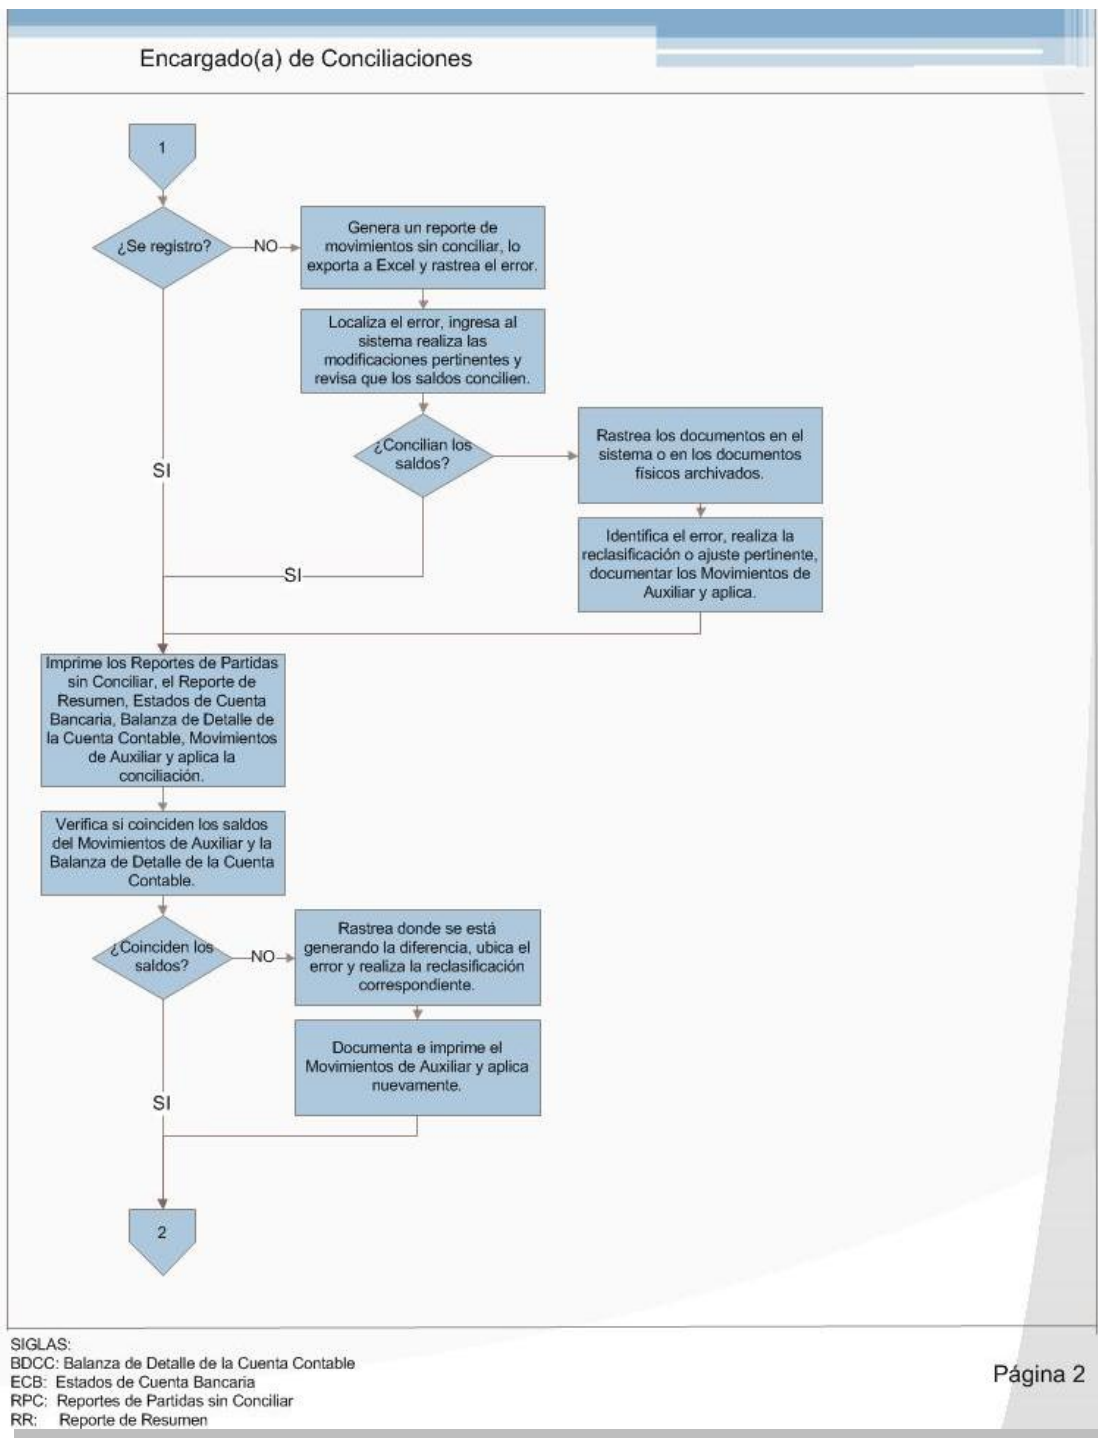 Encargado(a) de Conciliaciones
1
¿Se registro?
NO
Genera un reporte de
movimientos sin conciliar, lo
exporta a Excel y rastrea el error.
Localiza el error, ingresa al
sistema realiza las
modificaciones pertinentes y
revisa que los saldos concilien.
¿Concilian los
saldos?
Rastrea los documentos en el
sistema o en los documentos
físicos archivados.
SI
Identifica el error, realiza la
reclasificación o ajuste pertinente,
documentar los Movimientos de
Auxiliar y aplica.
SI
Imprime los Reportes de Partidas
sin Conciliar, el Reporte de
Resumen, Estados de Cuenta
Bancaria, Balanza de Detalle de
la Cuenta Contable, Movimientos
de Auxiliar y aplica la
conciliación.
Verifica si coinciden los saldos
del Movimientos de Auxiliar y la
Balanza de Detalle de la Cuenta
Contable.
¿Coinciden los
saldos?
NO
Rastrea donde se está
generando la diferencia, ubica el
error y realiza la reclasificación
correspondiente.
Documenta e imprime el
Movimientos de Auxiliar y aplica
nuevamente.
SI
2
SIGLAS:
BDCC: Balanza de Detalle de la Cuenta Contable
ECB: Estados de Cuenta Bancaria
RPC: Reportes de Partidas sin Conciliar
RR: Reporte de Resumen
Página 2